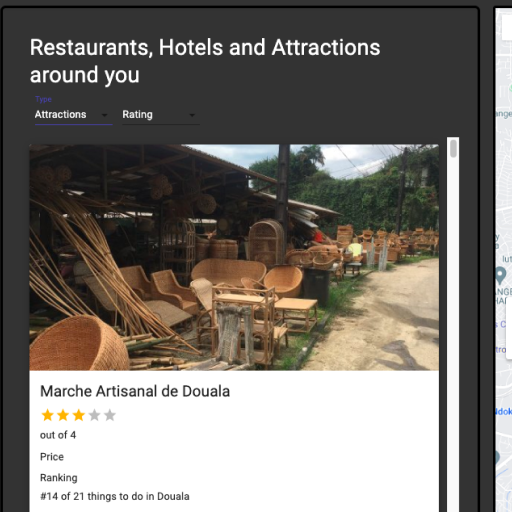 Restaurants, Hotels and Attractions
around you
Type
Attractions
Rating
Marche Artisanal de Douala
out of 4
Price
Ranking
#14 of 21 things to do in Douala